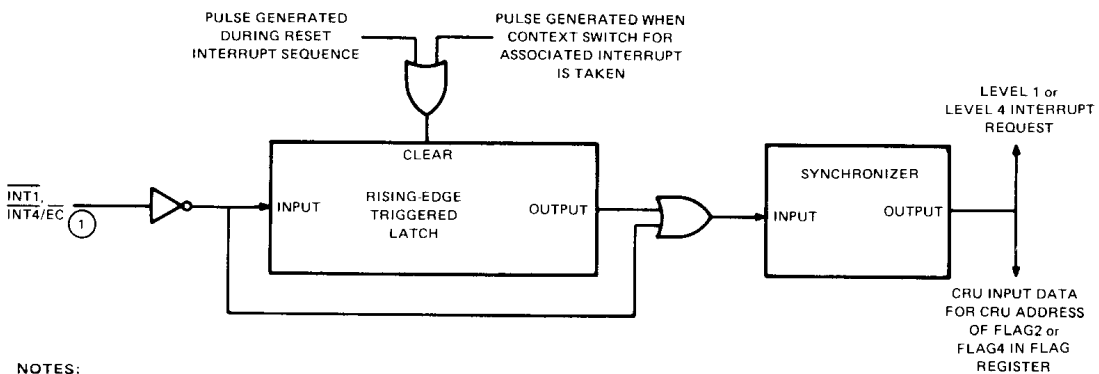 PULSE GENERATED
DURING RESET
INTERRUPT SEQUENCE
PULSE GENERATED WHEN
CONTEXT SWITCH FOR
ASSOCIATED INTERRUPT
IS TAKEN
LEVEL 1 or
LEVEL 4 INTERRUPT
REQUEST
CLEAR
SYNCHRONIZER
INT1,
INT4/EC
1
INPUT
RISING-EDGE
TRIGGERED
LATCH
OUTPUT
INPUT
OUTPUT
CRU INPUT DATA
FOR CRU ADDRESS
OF FLAG2 or
FLAG4 IN FLAG
REGISTER
NOTES: